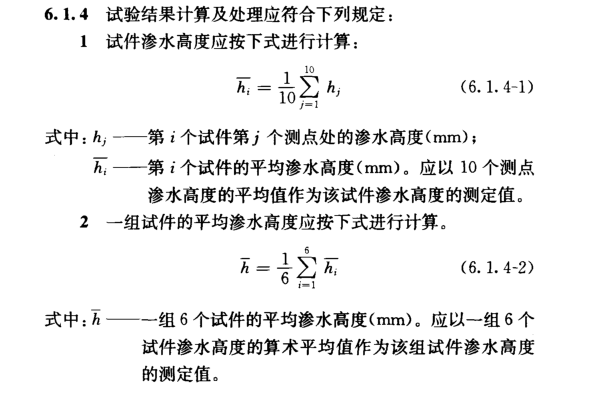 6.1.4 试验结果计算及处理应符合下列规定：
1 试件渗水高度应按下式进行计算：
$\overline{h_i} = \frac{1}{10}\sum_{j=1}^{10} h_j$ (6.1.4-1)
式中：$h_j$ ——第 i 个试件第 j 个测点处的渗水高度(mm)；
$\overline{h_i}$ ——第 i 个试件的平均渗水高度(mm)。应以 10 个测点
渗水高度的平均值作为该试件渗水高度的测定值。
2 一组试件的平均渗水高度应按下式进行计算。
$\overline{h} = \frac{1}{6}\sum_{i=1}^{6} \overline{h_i}$ (6.1.4-2)
式中：$\overline{h}$ ——一组 6 个试件的平均渗水高度(mm)。应以一组 6 个
试件渗水高度的算术平均值作为该组试件渗水高度
的测定值。